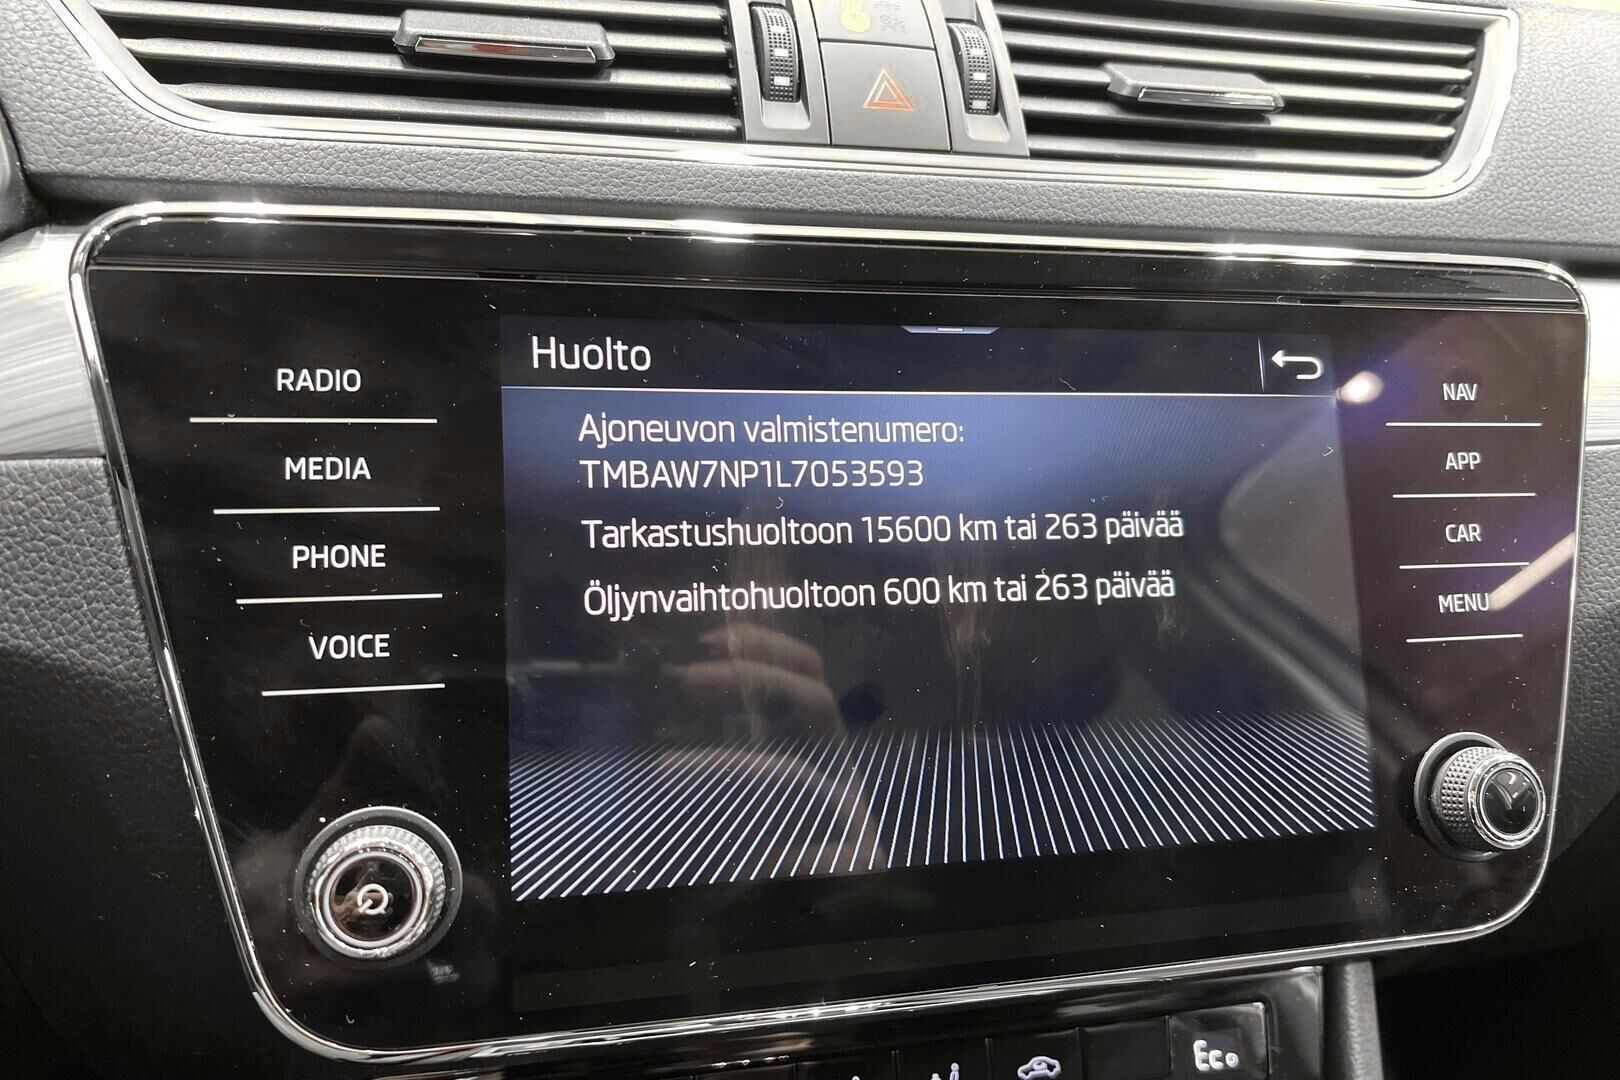 OFF
RADIO
MEDIA
PHONE
VOICE
Huolto
Ajoneuvon valmistenumero:
TMBAW7NP1L7053593
Tarkastushuoltoon 15600 km tai 263 päivää
Öljynvaihtohuoltoon 600 km tai 263 päivää
NAV
APP
CAR
MENU
Eco